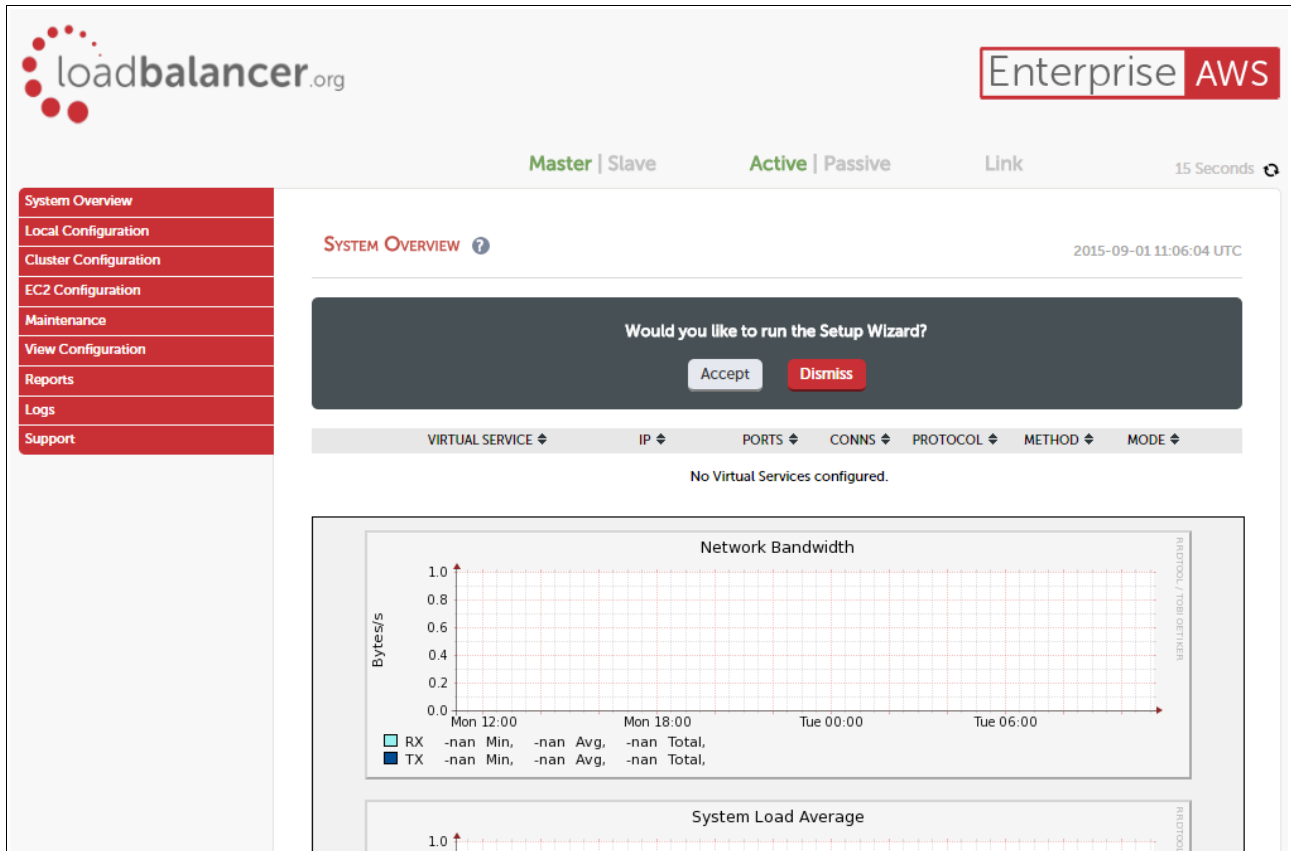 loadbalancer.org
Enterprise AWS
Master | Slave
Active | Passive
Link
15 Seconds
System Overview
Local Configuration
Cluster Configuration
EC2 Configuration
Maintenance
View Configuration
Reports
Logs
Support
SYSTEM OVERVIEW ?
2015-09-01 11:06:04 UTC
Would you like to run the Setup Wizard?
Accept Dismiss
VIRTUAL SERVICE IP PORTS CONNS PROTOCOL METHOD MODE
No Virtual Services configured.
Network Bandwidth
RRDTOOL / TOBI OETIKER
Bytes/s
1.0
0.8
0.6
0.4
0.2
0.0
Mon 12:00 Mon 18:00 Tue 00:00 Tue 06:00
RX -nan Min, -nan Avg, -nan Total,
TX -nan Min, -nan Avg, -nan Total,
System Load Average
1.0